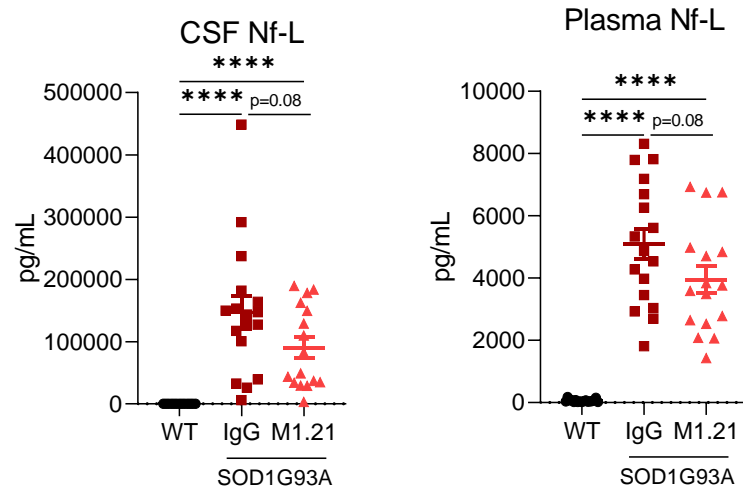 CSF Nf-L
****
**** p=0.08
500000
400000
300000
200000
100000
0
pg/mL
WT IgG M1.21
SOD1G93A
Plasma Nf-L
****
**** p=0.08
10000
8000
6000
4000
2000
0
pg/mL
WT IgG M1.21
SOD1G93A